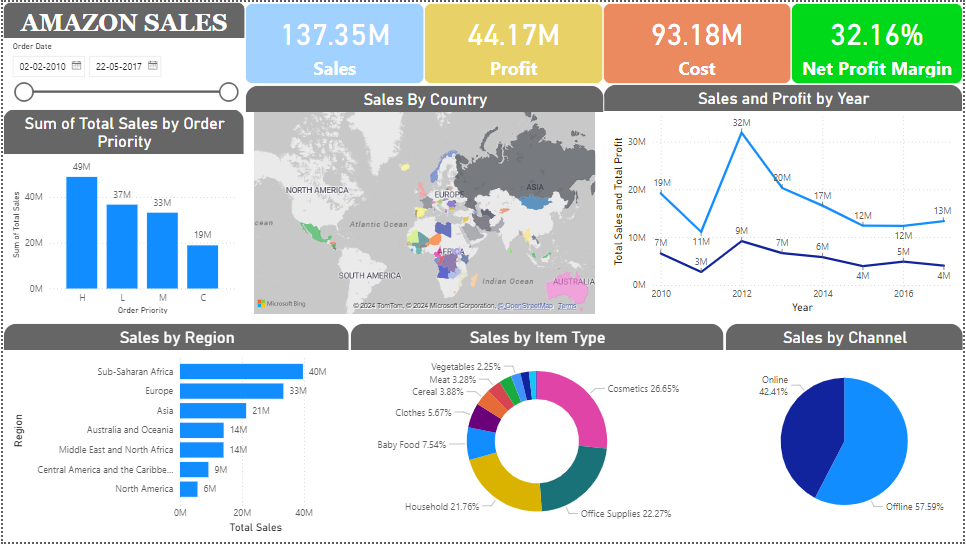 AMAZON SALES
Order Date
02-02-2010
22-05-2017
137.35M
Sales
44.17M
Profit
93.18M
Cost
32.16%
Net Profit Margin
Sum of Total Sales by Order
Priority
Sum of Total Sales
40M
20M
0M
49M
37M
33M
19M
H
L
M
C
Order Priority
Sales By Country
NORTH AMERICA
EUROPE
ASIA
cean
Atlantic Ocean
AFRICA
SOUTH AMERICA
Indian Ocean
AUSTRALIA
Microsoft Bing
© 2024 TomTom, © 2024 Microsoft Corporation, © OpenStreetMap Terms
Sales and Profit by Year
Total Sales and Total Profit
30M
20M
10M
0M
19M
11M
32M
20M
17M
12M
12M
13M
7M
3M
9M
7M
6M
4M
5M
4M
2010
2012
2014
2016
Year
Sales by Region
Region
Sub-Saharan Africa
40M
Europe
33M
Asia
21M
Australia and Oceania
14M
Middle East and North Africa
14M
Central America and the Caribbe...
9M
North America
6M
0M
20M
40M
Total Sales
Sales by Item Type
Vegetables 2.25%
Meat 3.28%
Cereal 3.88%
Clothes 5.67%
Baby Food 7.54%
Household 21.76%
Cosmetics 26.65%
Office Supplies 22.27%
Sales by Channel
Online
42.41%
Offline 57.59%